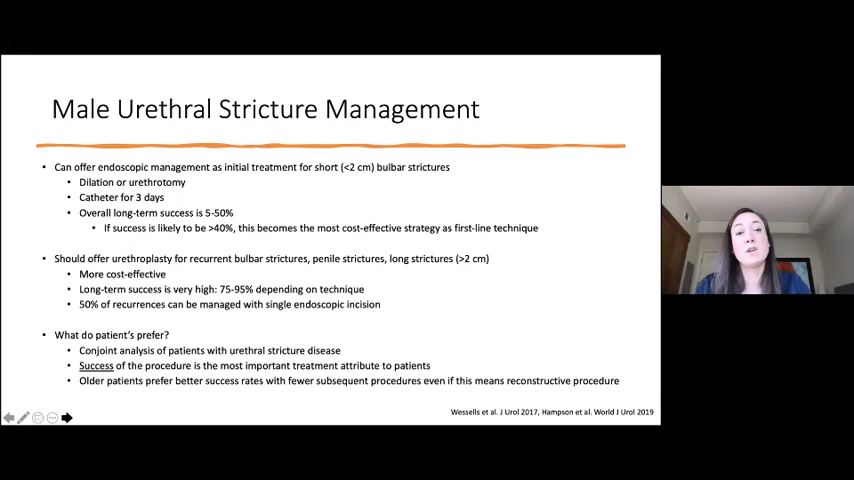 Male Urethral Stricture Management
• Can offer endoscopic management as initial treatment for short (<2 cm) bulbar strictures
• Dilation or urethrotomy
• Catheter for 3 days
• Overall long-term success is 5-50%
• If success is likely to be >40%, this becomes the most cost-effective strategy as first-line technique
• Should offer urethroplasty for recurrent bulbar strictures, penile strictures, long strictures (>2 cm)
• More cost-effective
• Long-term success is very high: 75-95% depending on technique
• 50% of recurrences can be managed with single endoscopic incision
• What do patient's prefer?
• Conjoint analysis of patients with urethral stricture disease
• Success of the procedure is the most important treatment attribute to patients
• Older patients prefer better success rates with fewer subsequent procedures even if this means reconstructive procedure
Wessells et al. J Urol 2017, Hampson et al. World J Urol 2019